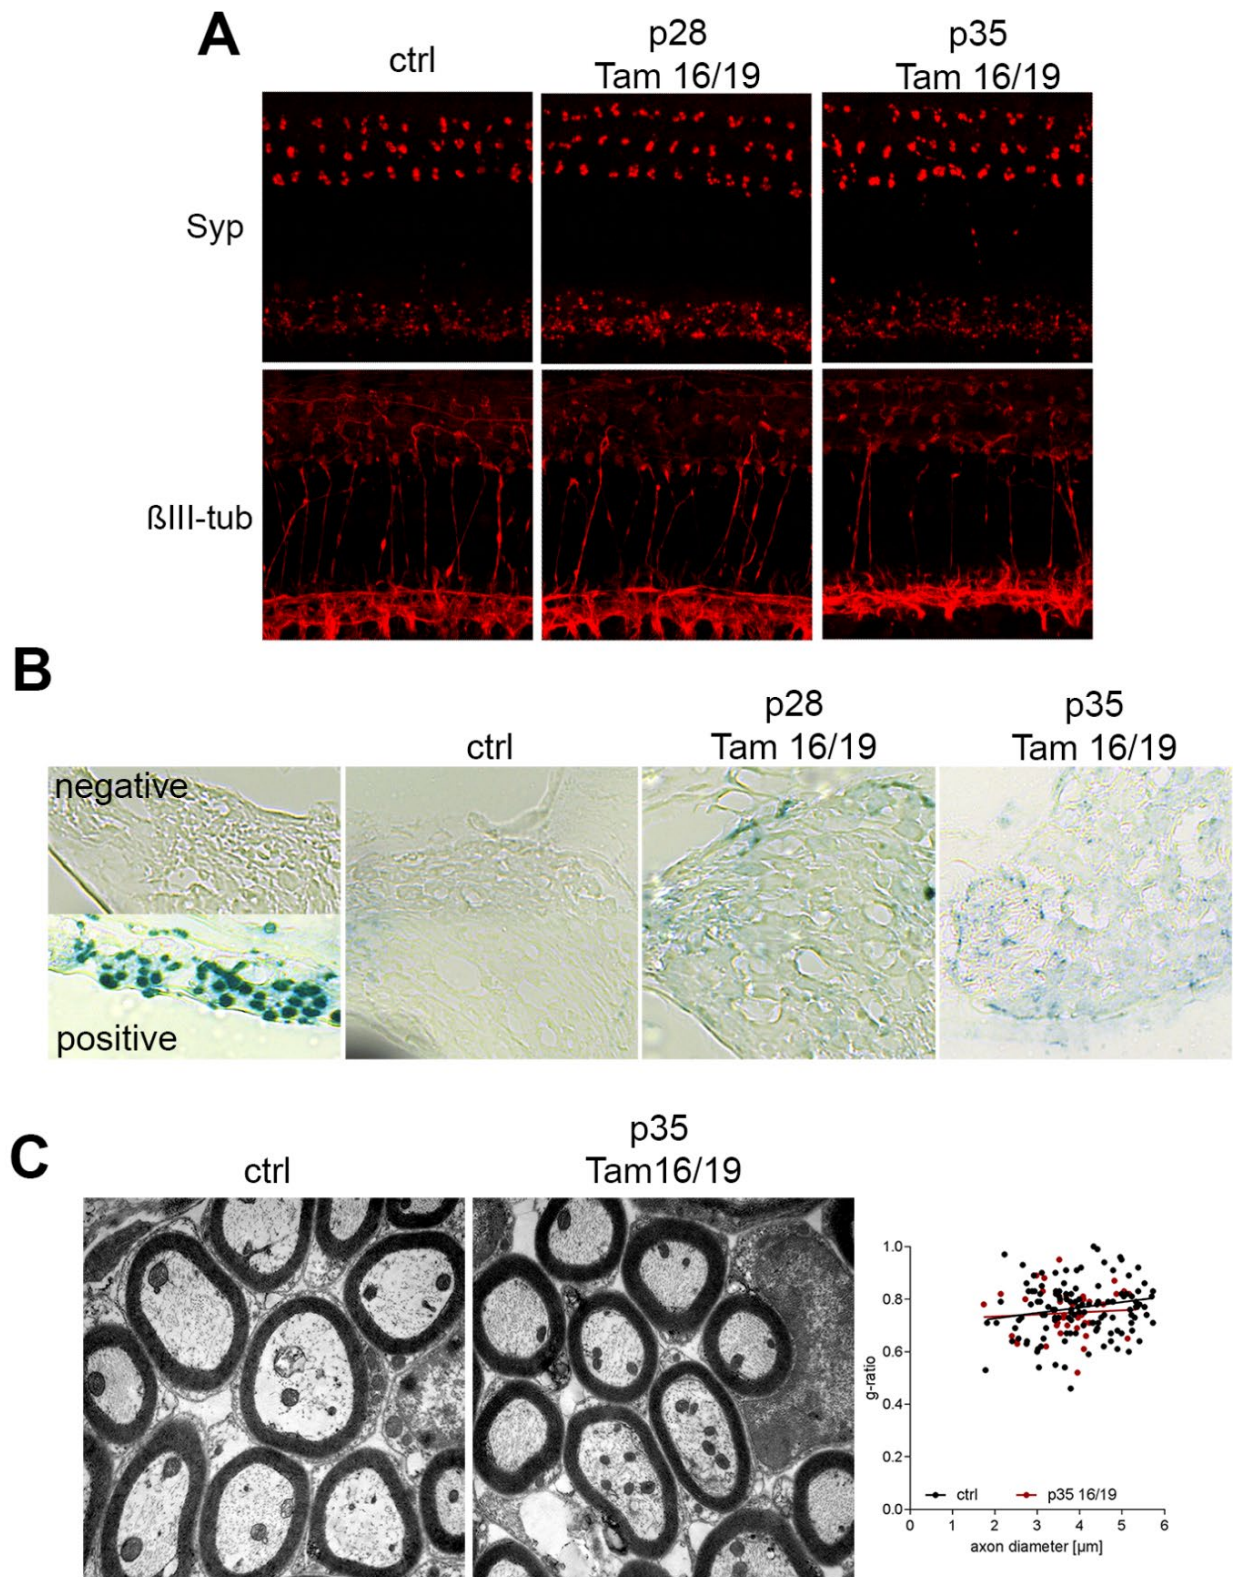 A
ctrl
p28
Tam 16/19
p35
Tam 16/19
Syp
ßIII-tub
B
ctrl
p28
Tam 16/19
p35
Tam 16/19
negative
positive
C
ctrl
p35
Tam16/19
1.0
0.8
0.6
0.4
0.2
0.0
g-ratio
ctrl
p35 16/19
0 1 2 3 4 5 6
axon diameter [µm]